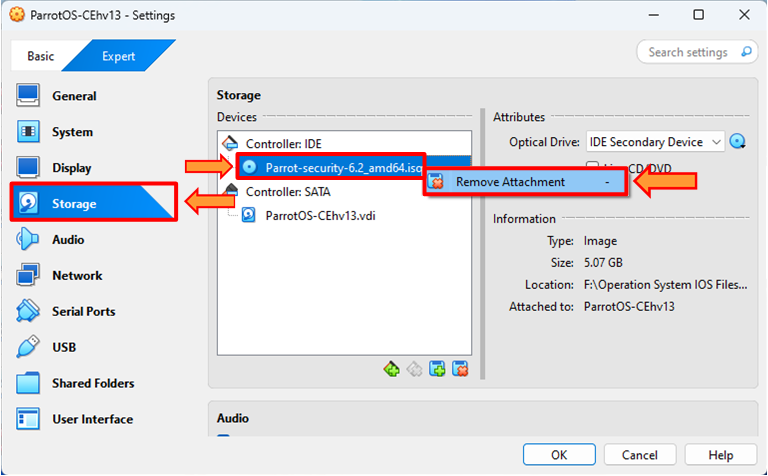 ParrotOS-CEhv13 - Settings
Basic
Expert
Search settings
General
System
Display
Storage
Audio
Network
Serial Ports
USB
Shared Folders
User Interface
Storage
Devices
Controller: IDE
Parrot-security-6.2_amd64.iso
Controller: SATA
ParrotOS-CEhv13.vdi
Remove Attachment -
Attributes
Optical Drive: IDE Secondary Device
CD/DVD
Information
Type: Image
Size: 5.07 GB
Location: F:\Operation System IOS Files...
Attached to: ParrotOS-CEhv13
Audio
OK
Cancel
Help